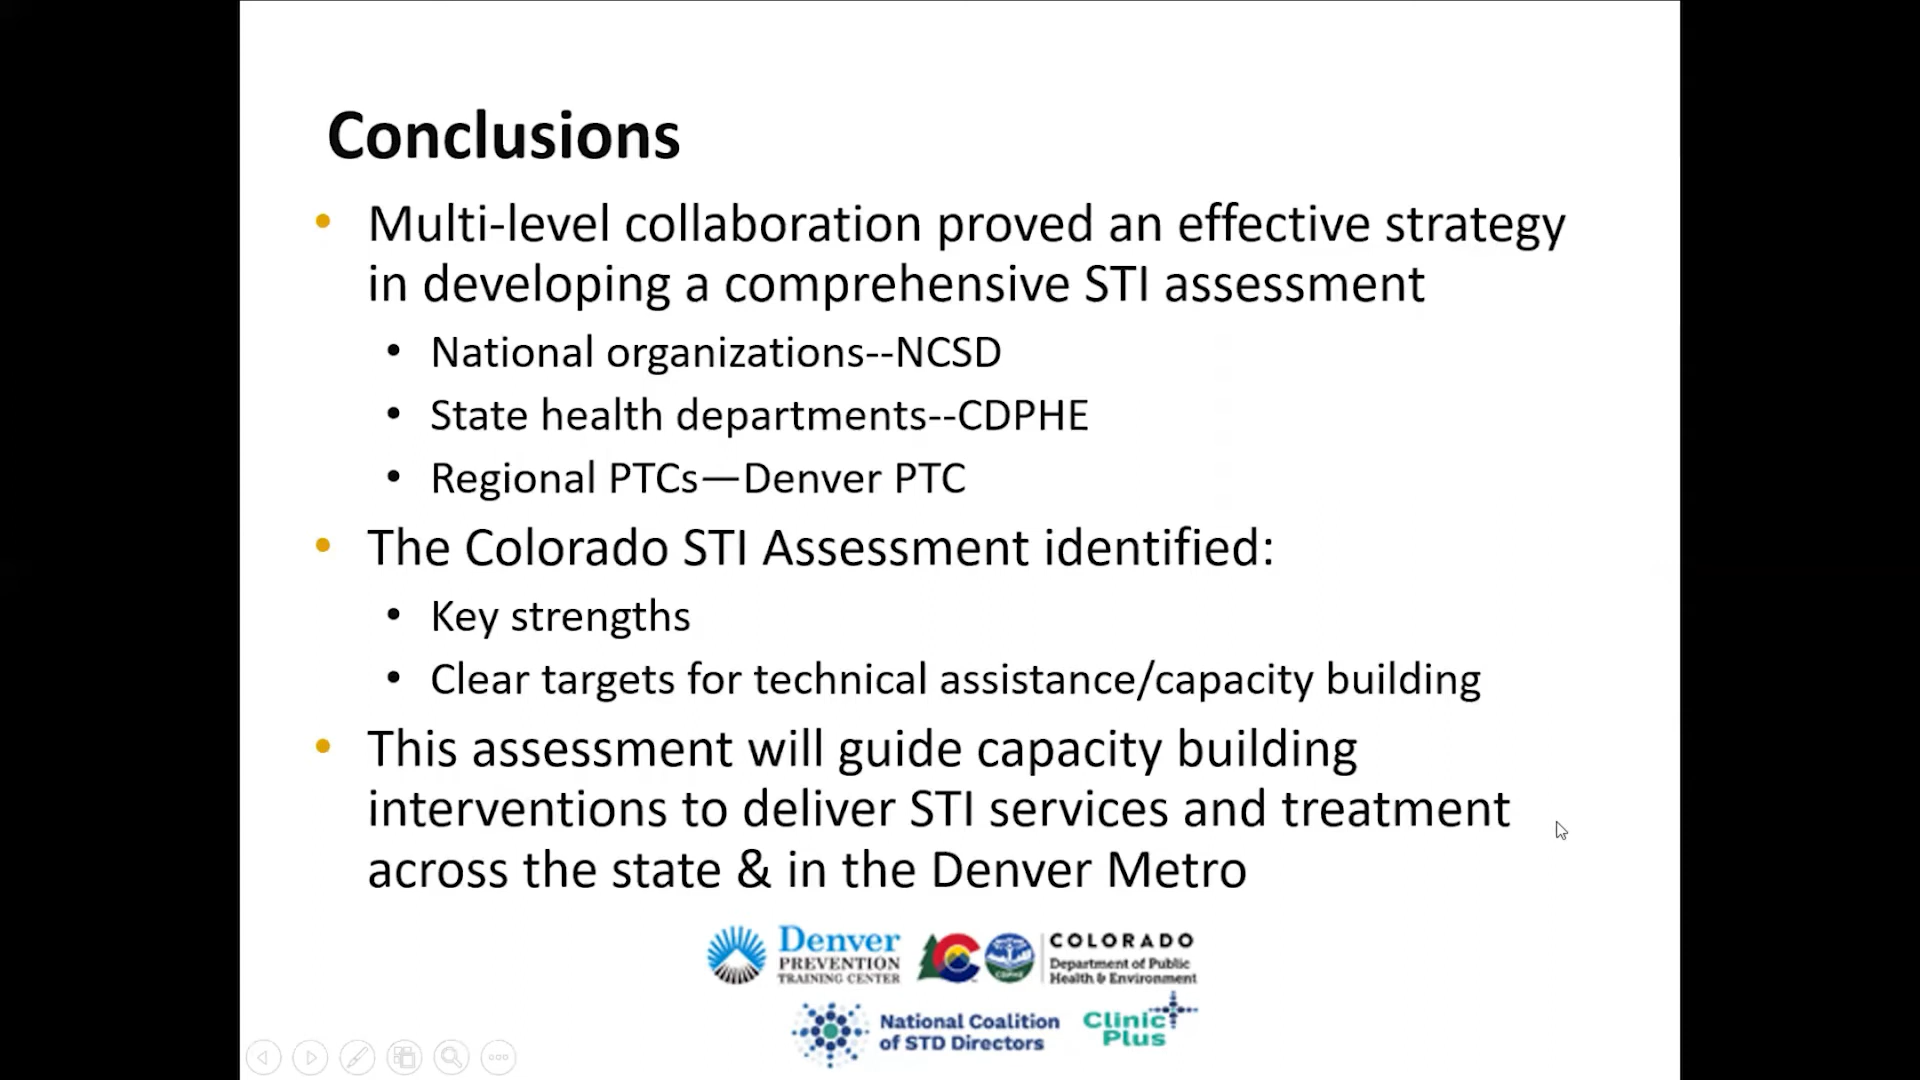 Conclusions
• Multi-level collaboration proved an effective strategy
in developing a comprehensive STI assessment
• National organizations--NCSD
• State health departments--CDPHE
• Regional PTCs—Denver PTC
• The Colorado STI Assessment identified:
• Key strengths
• Clear targets for technical assistance/capacity building
• This assessment will guide capacity building
interventions to deliver STI services and treatment
across the state & in the Denver Metro
Denver
PREVENTION
TRAINING CENTER
CDPHE
COLORADO
Department of Public
Health & Environment
National Coalition
of STD Directors
Clinic
Plus